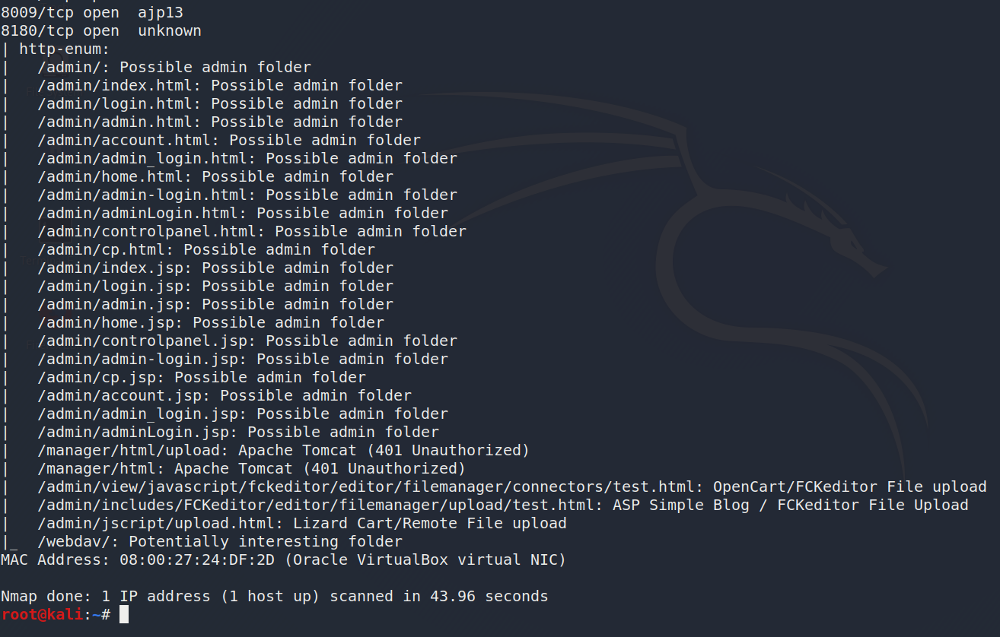 8009/tcp open  ajp13
8180/tcp open  unknown
| http-enum:
|   /admin/: Possible admin folder
|   /admin/index.html: Possible admin folder
|   /admin/login.html: Possible admin folder
|   /admin/admin.html: Possible admin folder
|   /admin/account.html: Possible admin folder
|   /admin/admin_login.html: Possible admin folder
|   /admin/home.html: Possible admin folder
|   /admin/admin-login.html: Possible admin folder
|   /admin/adminLogin.html: Possible admin folder
|   /admin/controlpanel.html: Possible admin folder
|   /admin/cp.html: Possible admin folder
|   /admin/index.jsp: Possible admin folder
|   /admin/login.jsp: Possible admin folder
|   /admin/admin.jsp: Possible admin folder
|   /admin/home.jsp: Possible admin folder
|   /admin/controlpanel.jsp: Possible admin folder
|   /admin/admin-login.jsp: Possible admin folder
|   /admin/cp.jsp: Possible admin folder
|   /admin/account.jsp: Possible admin folder
|   /admin/admin_login.jsp: Possible admin folder
|   /admin/adminLogin.jsp: Possible admin folder
|   /manager/html/upload: Apache Tomcat (401 Unauthorized)
|   /manager/html: Apache Tomcat (401 Unauthorized)
|   /admin/view/javascript/fckeditor/editor/filemanager/connectors/test.html: OpenCart/FCKeditor File upload
|   /admin/includes/FCKeditor/editor/filemanager/upload/test.html: ASP Simple Blog / FCKeditor File Upload
|   /admin/jscript/upload.html: Lizard Cart/Remote File upload
|_  /webdav/: Potentially interesting folder
MAC Address: 08:00:27:24:DF:2D (Oracle VirtualBox virtual NIC)

Nmap done: 1 IP address (1 host up) scanned in 43.96 seconds
root@kali:~#